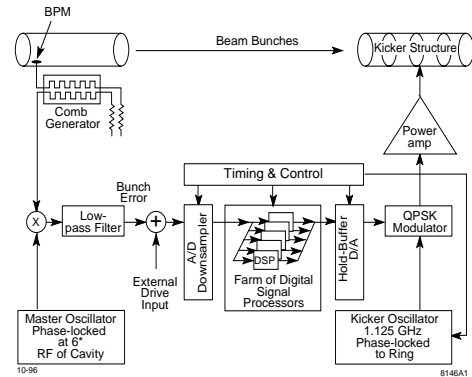 BPM
Beam Bunches
Kicker Structure
Comb
Generator
Power
amp
Timing & Control
Bunch
Error
X
Low-
pass Filter
+
A/D
Downsampler
DSP
Hold-Buffer
D/A
QPSK
Modulator
External
Drive
Input
Farm of Digital
Signal
Processors
Master Oscillator
Phase-locked
at 6*
RF of Cavity
Kicker Oscillator
1.125 GHz
Phase-locked
to Ring
10-96
8146A1